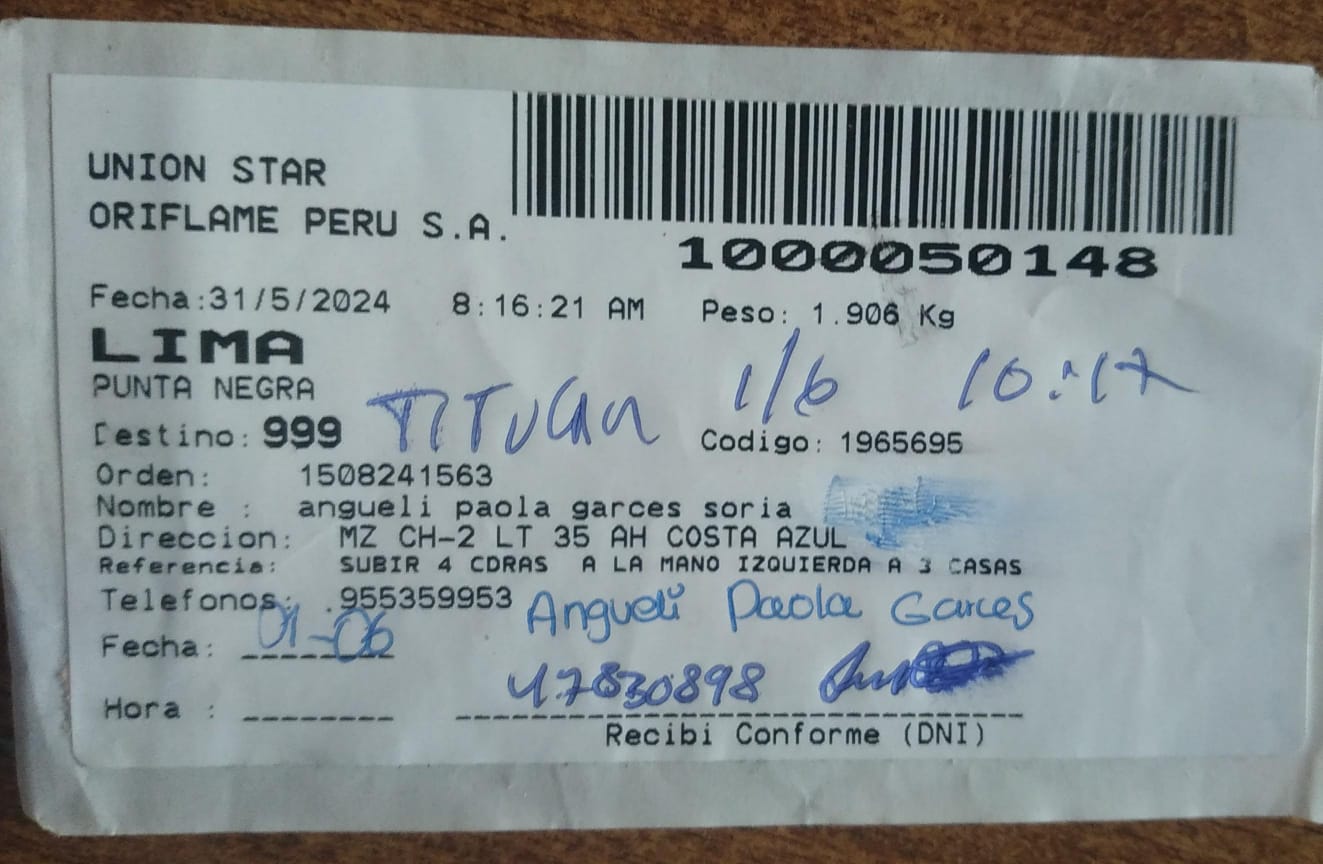 UNION STAR
ORIFLAME PERU S.A.
1000050148
Fecha:31/5/2024 8:16:21 AM Peso: 1.906 Kg
LIMA
PUNTA NEGRA
TITULAR 1/6 10:17
Destino: 999 Codigo: 1965695
Orden: 1508241563
Nombre : angueli paola garces soria
Direccion: MZ CH-2 LT 35 AH COSTA AZUL
Referencia: SUBIR 4 CDRAS A LA MANO IZQUIERDA A 3 CASAS
Telefonos: .955359953
Angueli Paola Garces
Fecha: 01-06
47830898
Hora :
Recibi Conforme (DNI)